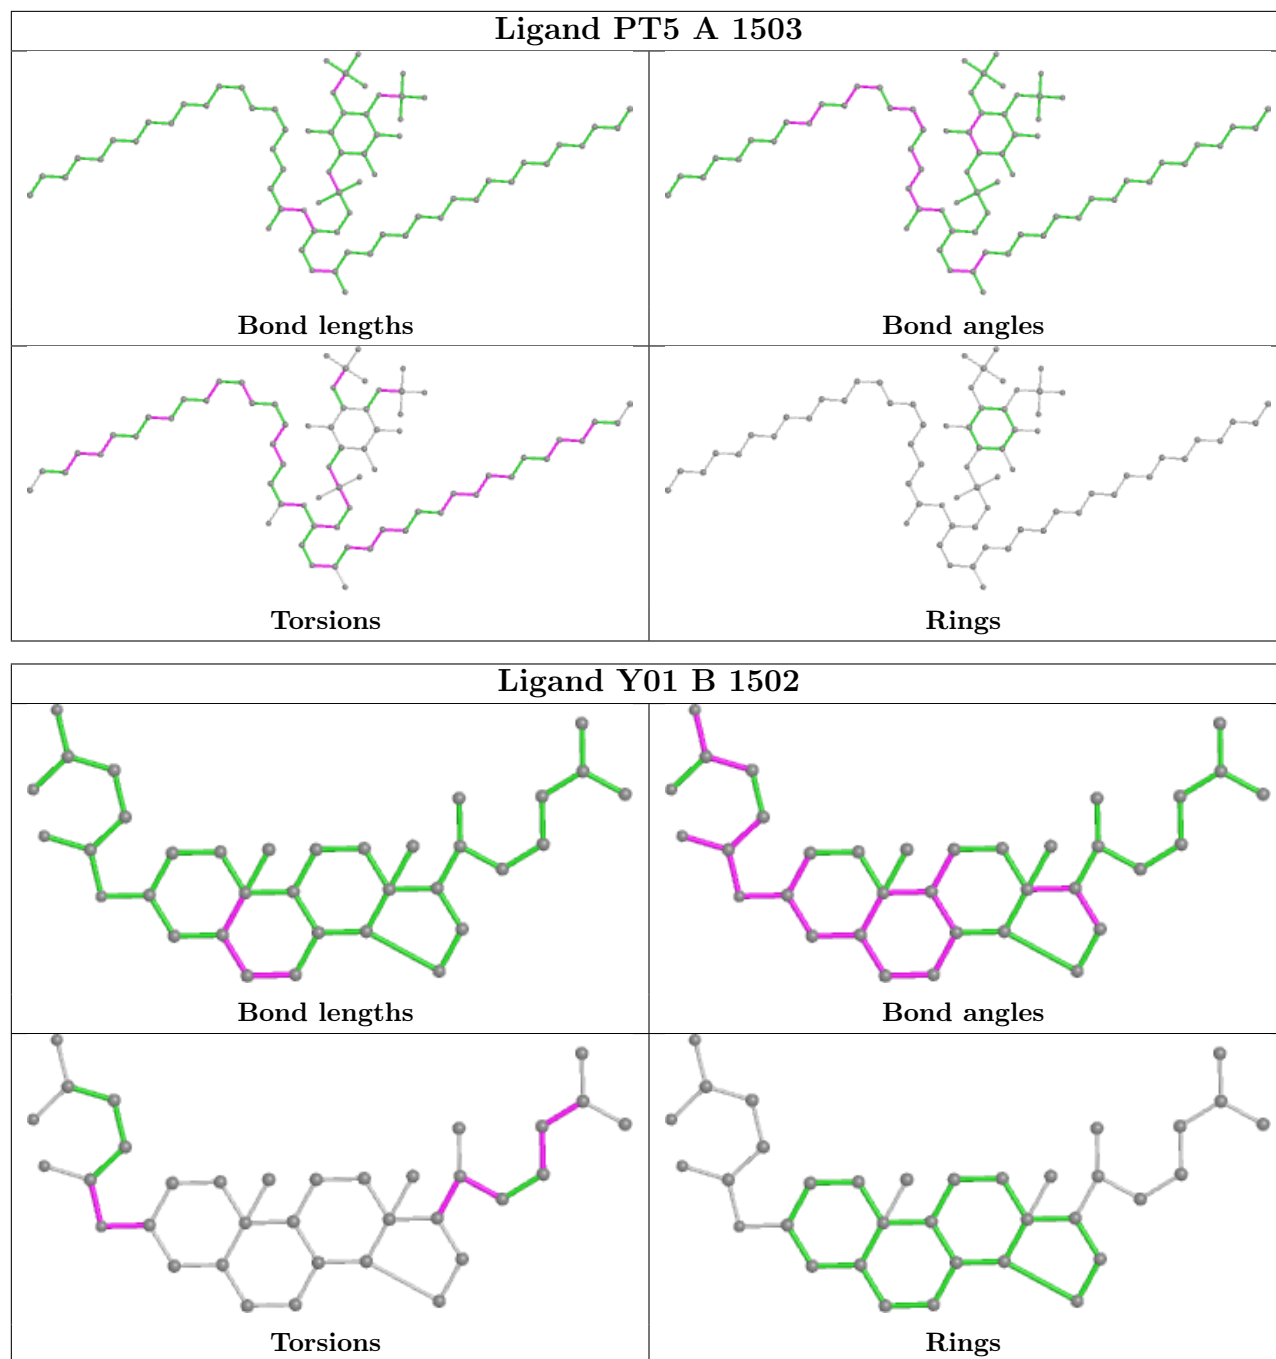 Ligand PT5 A 1503
Bond lengths
Bond angles
Torsions
Rings
Ligand Y01 B 1502
Bond lengths
Bond angles
Torsions
Rings